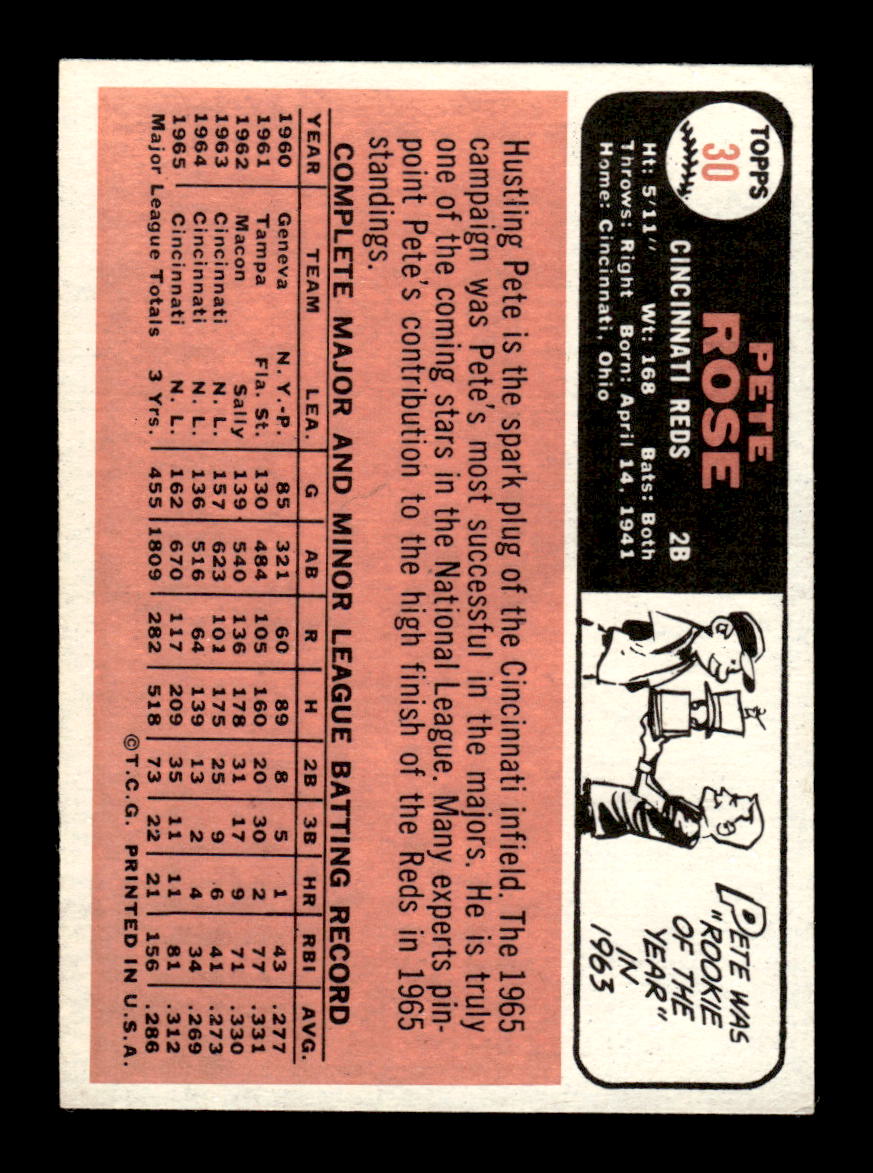 TOPPS
30
PETE
ROSE
CINCINNATI REDS 2B
Ht: 5'11" Wt: 168 Bats: Both
Throws: Right Born: April 14, 1941
Home: Cincinnati, Ohio
PETE WAS
"ROOKIE
OF THE
YEAR"
IN
1963
Hustling Pete is the spark plug of the Cincinnati infield. The 1965
campaign was Pete's most successful in the majors. He is truly
one of the coming stars in the National League. Many experts pin-
point Pete's contribution to the high finish of the Reds in 1965
standings.
COMPLETE MAJOR AND MINOR LEAGUE BATTING RECORD
YEAR TEAM LEA. G AB R H 2B 3B HR RBI AVG.
1960 Geneva N. Y.-P. 85 321 60 89 8 5 1 43 .277
1961 Tampa Fla. St. 130 484 105 160 20 30 2 77 .331
1962 Macon Sally 139 540 136 178 31 17 9 71 .330
1963 Cincinnati N. L. 157 623 101 175 25 9 6 41 .273
1964 Cincinnati N. L. 136 516 64 139 13 2 4 34 .269
1965 Cincinnati N. L. 162 670 117 209 35 11 11 81 .312
Major League Totals 3 Yrs. 455 1809 282 518 73 22 21 156 .286
©T.C.G. PRINTED IN U.S.A.